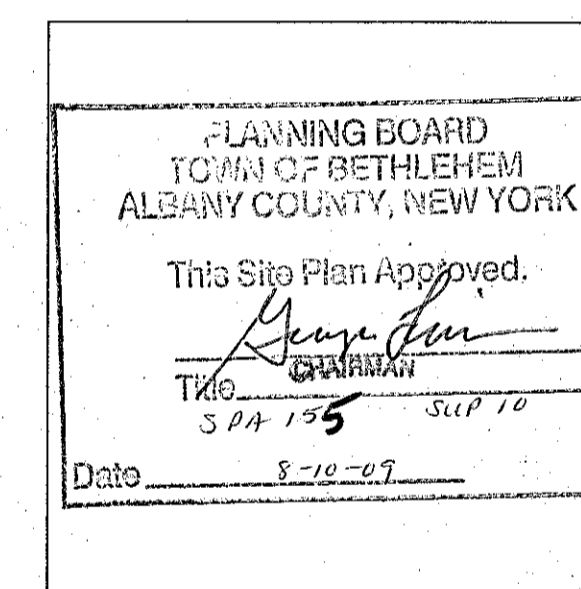 PLANNING BOARD
TOWN OF BETHLEHEM
ALBANY COUNTY, NEW YORK
This Site Plan Approved.
George
CHAIRMAN
Title
SPA 155 SUP 10
Date 8-10-09